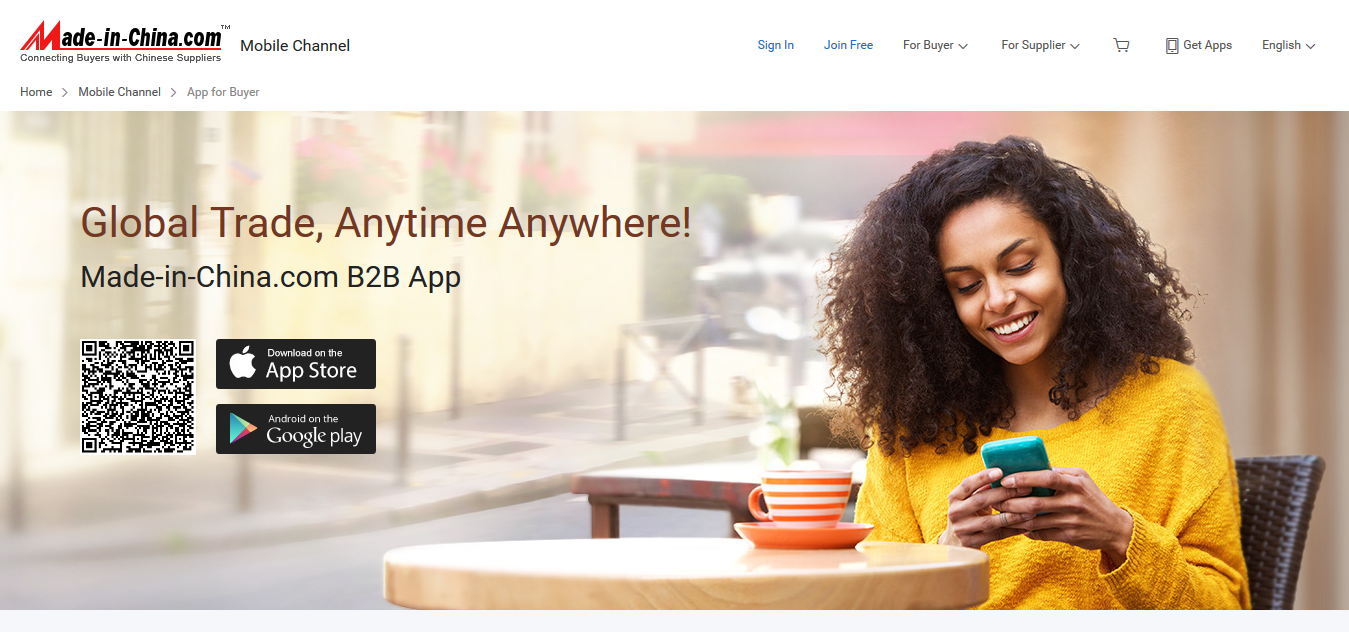 Made-in-China.com™
Connecting Buyers with Chinese Suppliers
Mobile Channel
Sign In
Join Free
For Buyer
For Supplier
Get Apps
English
Home > Mobile Channel > App for Buyer
Global Trade, Anytime Anywhere!
Made-in-China.com B2B App
Download on the
App Store
Android on the
Google play